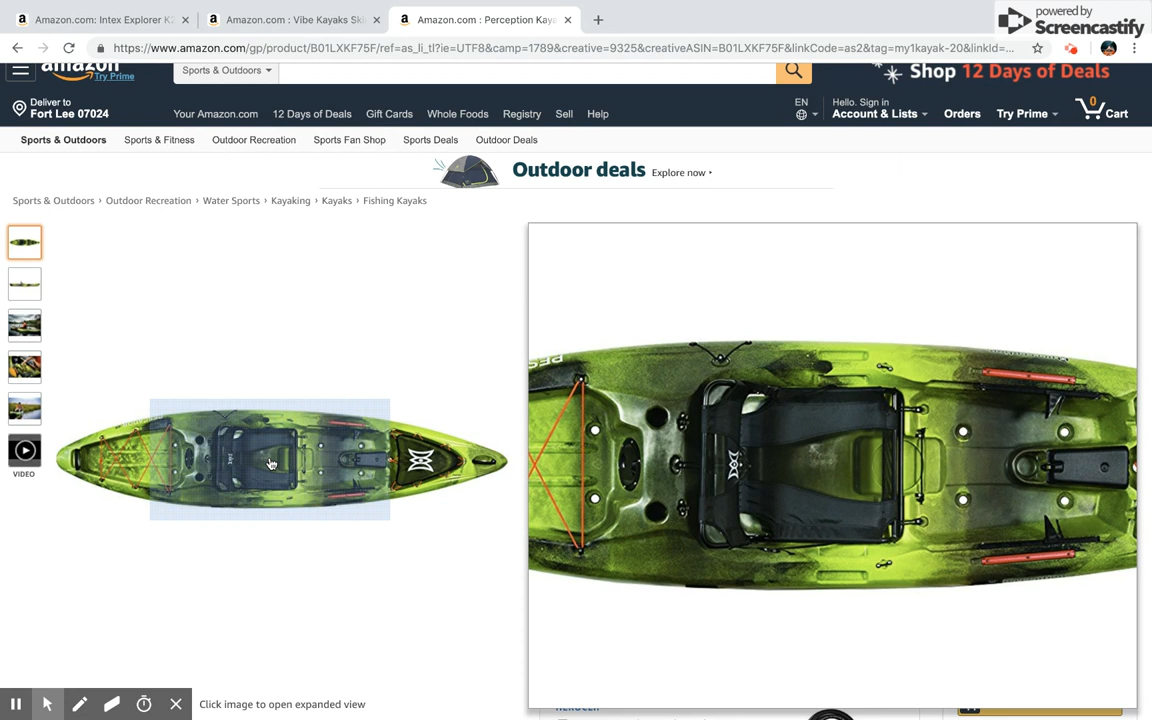 Amazon.com: Intex Explorer K2
Amazon.com : Vibe Kayaks Ski
Amazon.com : Perception Kaya
powered by
Screencastify
https://www.amazon.com/gp/product/B01LXKF75F/ref=as_li_tl?ie=UTF8&camp=1789&creative=9325&creativeASIN=B01LXKF75F&linkCode=as2&tag=my1kayak-20&linkId=...
amazon
Try Prime
Sports & Outdoors
Shop 12 Days of Deals
Deliver to
Fort Lee 07024
Your Amazon.com
12 Days of Deals
Gift Cards
Whole Foods
Registry
Sell
Help
EN
Hello. Sign in
Account & Lists
Orders
Try Prime
0
Cart
Sports & Outdoors
Sports & Fitness
Outdoor Recreation
Sports Fan Shop
Sports Deals
Outdoor Deals
Outdoor deals Explore now ›
Sports & Outdoors › Outdoor Recreation › Water Sports › Kayaking › Kayaks › Fishing Kayaks
VIDEO
Click image to open expanded view